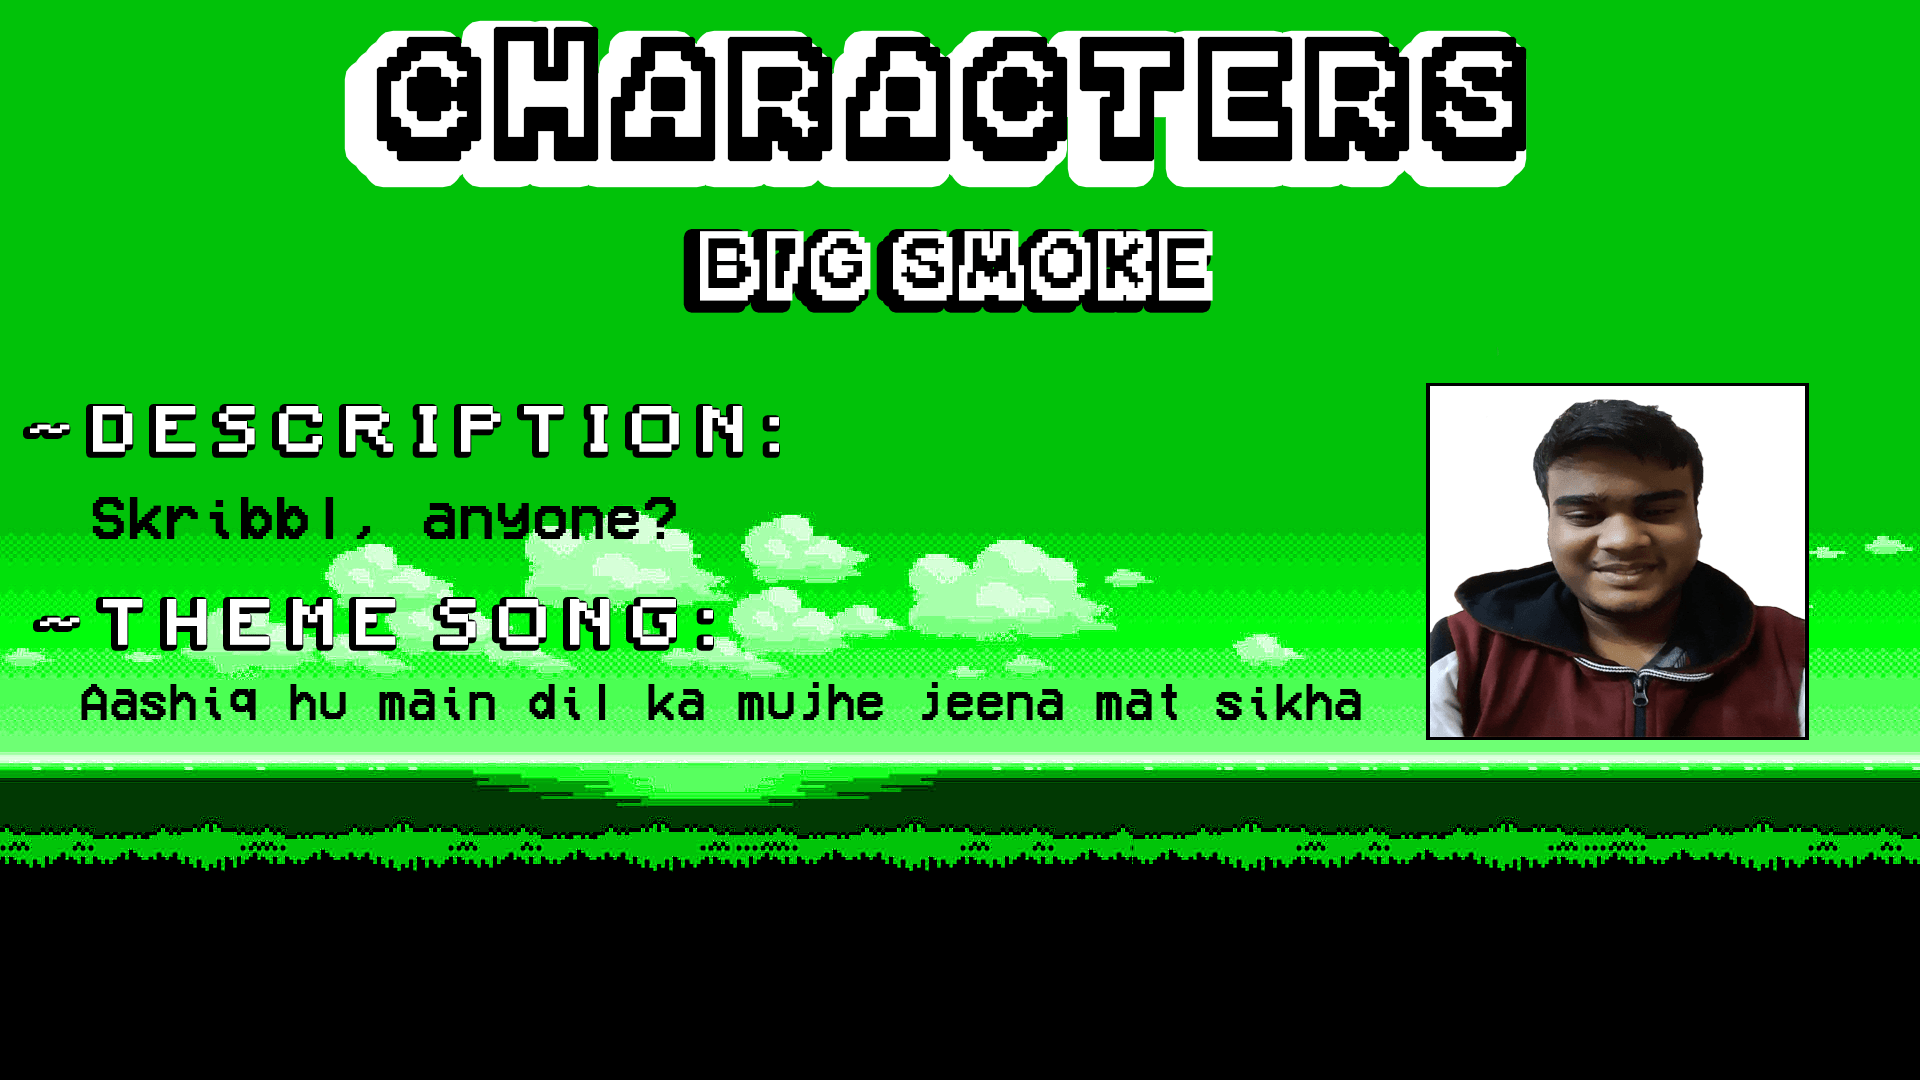 CHARACTERS
BIG SMOKE
~DESCRIPTION:
Skribbl, anyone?
~THEME SONG:
Aashiq hu main dil ka mujhe jeena mat sikha